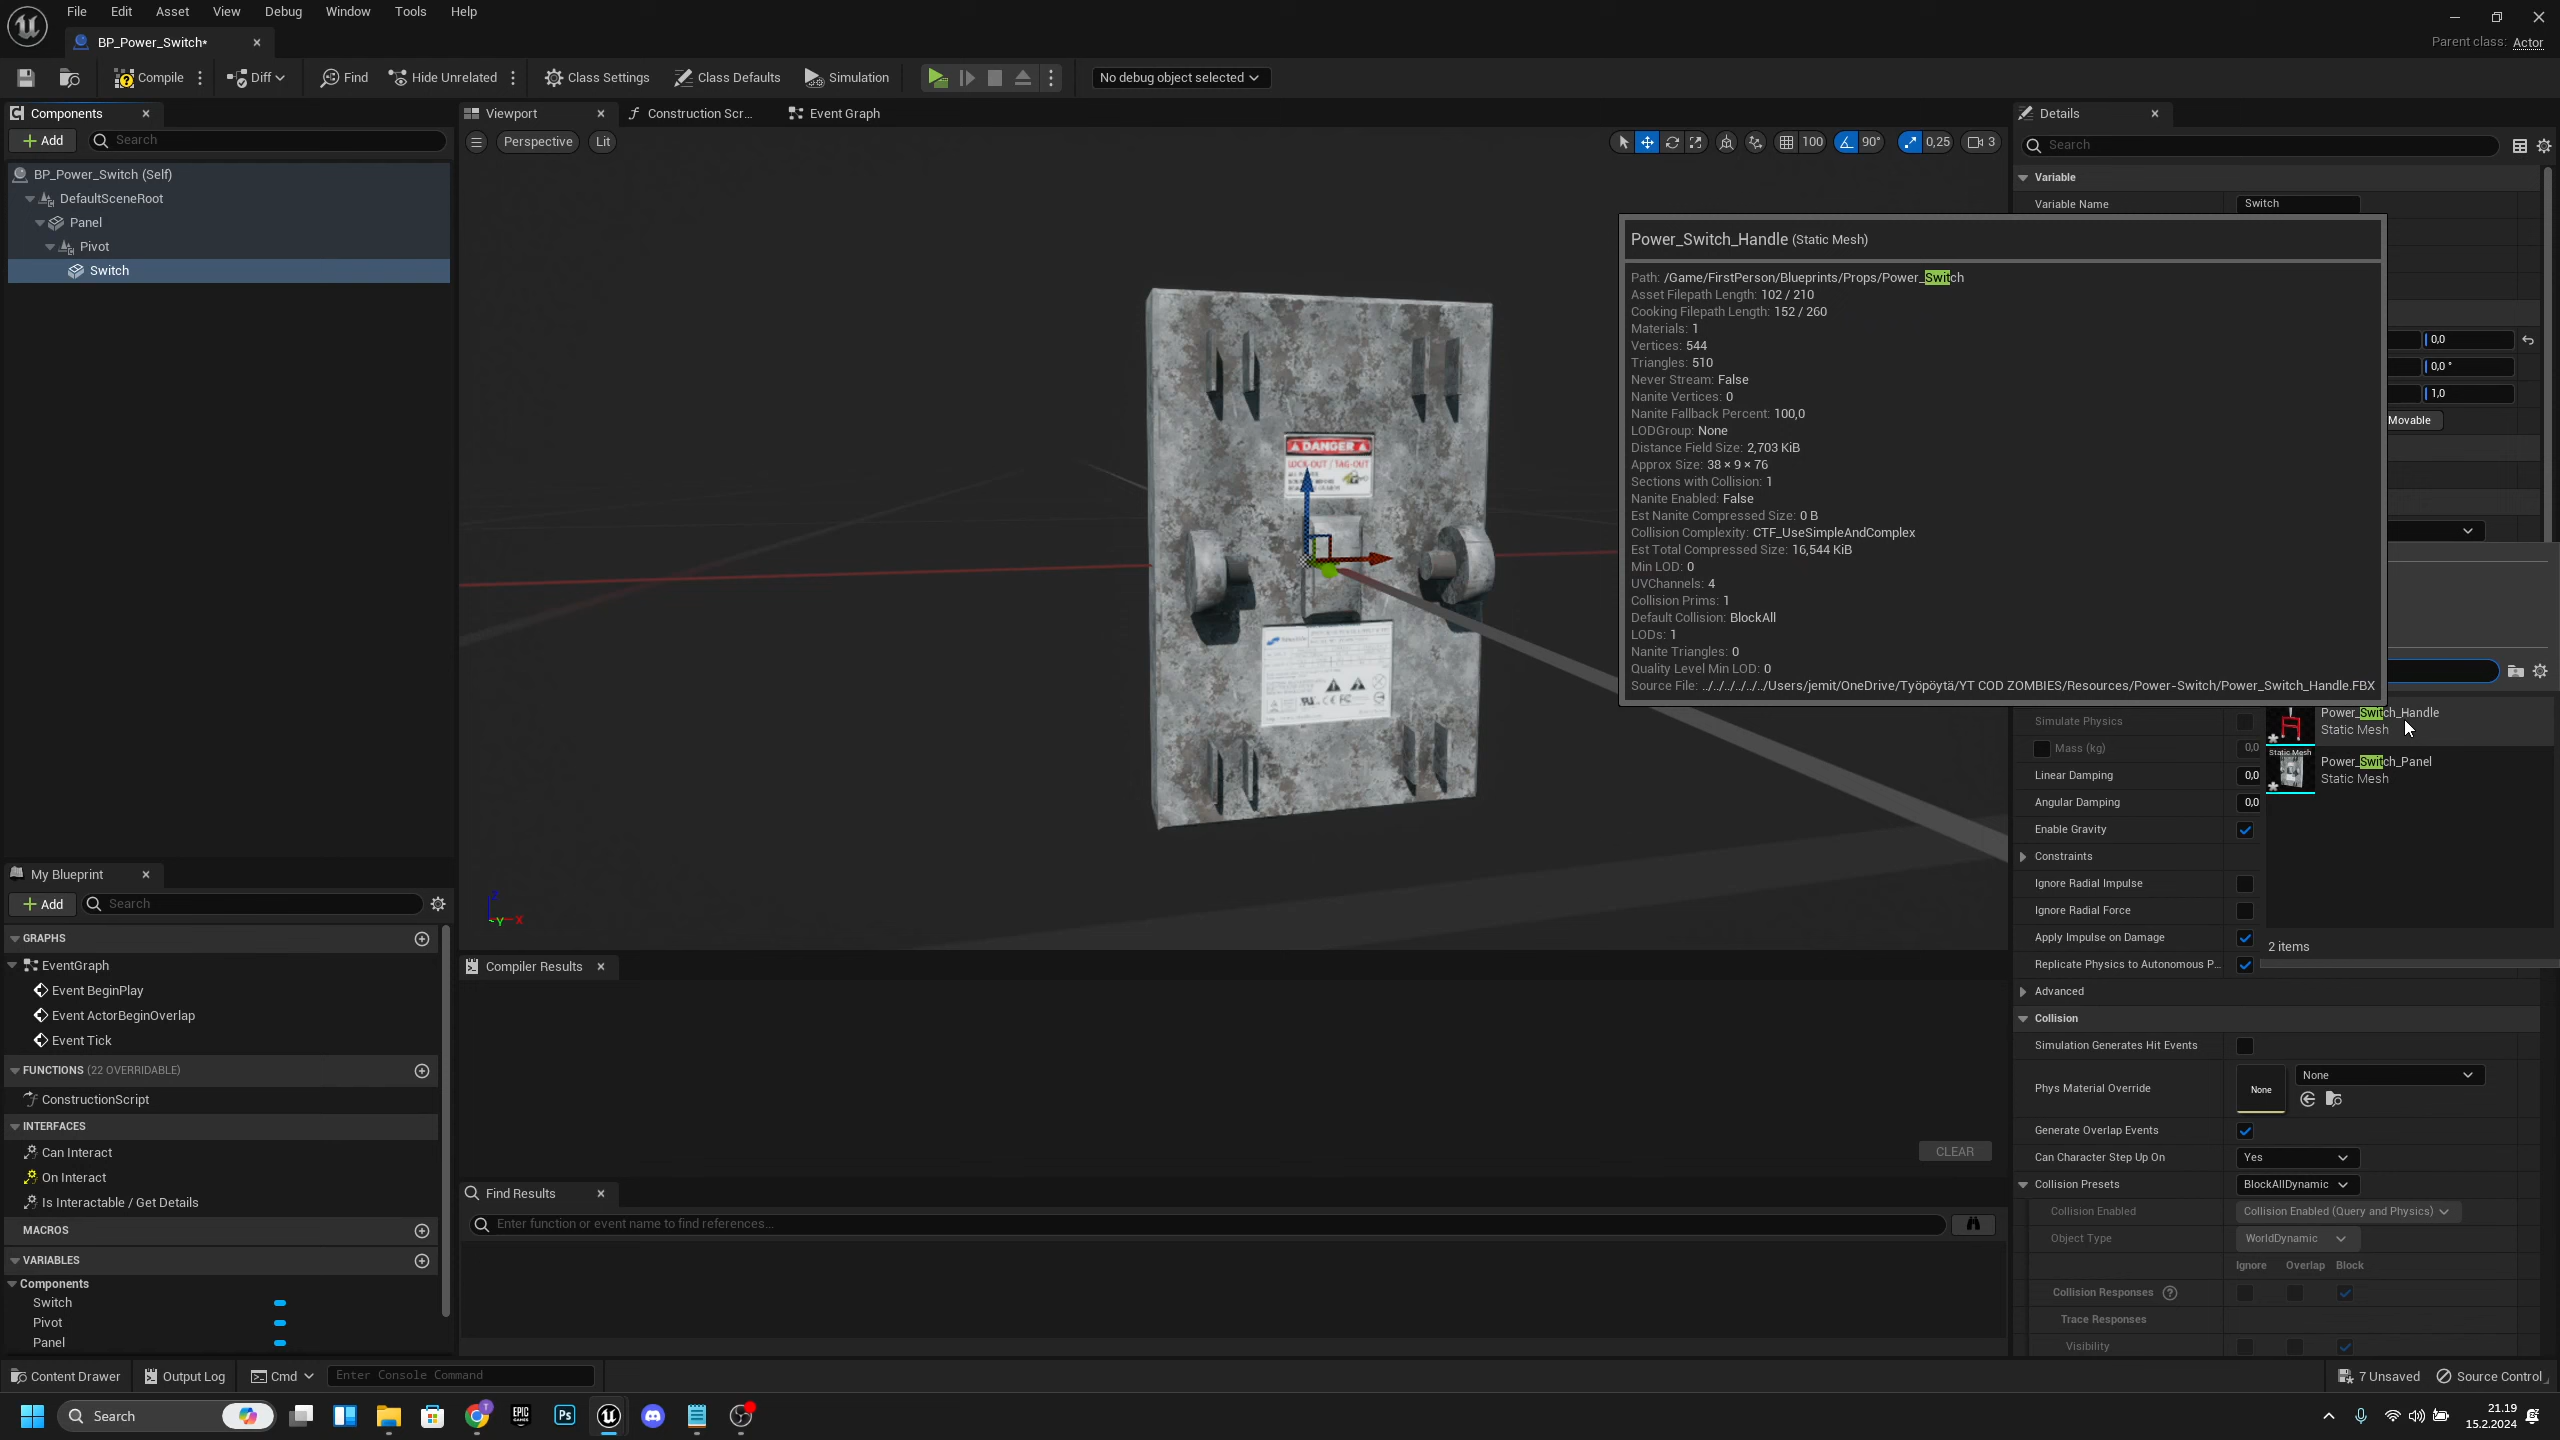 File Edit Asset View Debug Window Tools Help
BP_Power_Switch*
Parent class: Actor
Compile Diff Find Hide Unrelated Class Settings Class Defaults Simulation No debug object selected
Components
Add Search
BP_Power_Switch (Self)
DefaultSceneRoot
Panel
Pivot
Switch
Viewport Construction Scr... Event Graph
Perspective Lit
100 90° 0,25 3
DANGER
LOCK-OUT / TAG-OUT
Details
Search
Variable
Variable Name Switch
Power_Switch_Handle (Static Mesh)
Path: /Game/FirstPerson/Blueprints/Props/Power_Switch
Asset Filepath Length: 102 / 210
Cooking Filepath Length: 152 / 260
Materials: 1
Vertices: 544
Triangles: 510
Never Stream: False
Nanite Vertices: 0
Nanite Fallback Percent: 100,0
LODGroup: None
Distance Field Size: 2,703 KiB
Approx Size: 38 × 9 × 76
Sections with Collision: 1
Nanite Enabled: False
Est Nanite Compressed Size: 0 B
Collision Complexity: CTF_UseSimpleAndComplex
Est Total Compressed Size: 16,544 KiB
Min LOD: 0
UVChannels: 4
Collision Prims: 1
Default Collision: BlockAll
LODs: 1
Nanite Triangles: 0
Quality Level Min LOD: 0
Source File: ../../../../../../Users/jemit/OneDrive/Työpöytä/YT COD ZOMBIES/Resources/Power-Switch/Power_Switch_Handle.FBX
0,0
0,0 °
1,0
Movable
Power_Switch_Handle
Static Mesh
Static Mesh
Power_Switch_Panel
Static Mesh
2 items
Simulate Physics
Mass (kg) 0,0
Linear Damping 0,0
Angular Damping 0,0
Enable Gravity
Constraints
Ignore Radial Impulse
Ignore Radial Force
Apply Impulse on Damage
Replicate Physics to Autonomous P...
Advanced
Collision
Simulation Generates Hit Events
Phys Material Override None None
Generate Overlap Events
Can Character Step Up On Yes
Collision Presets BlockAllDynamic
Collision Enabled Collision Enabled (Query and Physics)
Object Type WorldDynamic
Ignore Overlap Block
Collision Responses ?
Trace Responses
Visibility
My Blueprint
Add Search
GRAPHS
EventGraph
Event BeginPlay
Event ActorBeginOverlap
Event Tick
FUNCTIONS (22 OVERRIDABLE)
ConstructionScript
INTERFACES
Can Interact
On Interact
Is Interactable / Get Details
MACROS
VARIABLES
Components
Switch
Pivot
Panel
Z
Y X
Compiler Results
CLEAR
Find Results
Enter function or event name to find references...
Content Drawer Output Log Cmd Enter Console Command
7 Unsaved Source Control
Search
EPIC GAMES
Ps
21.19
15.2.2024